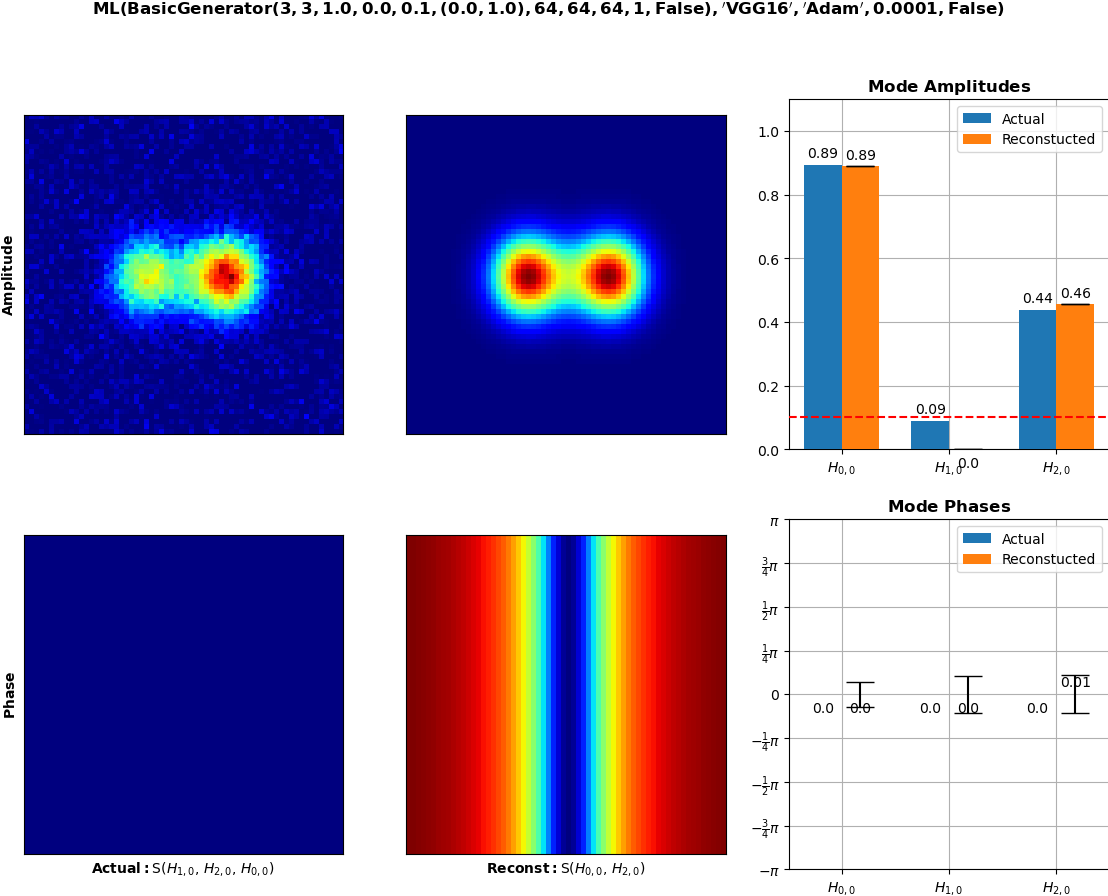 ML(BasicGenerator(3, 3, 1.0, 0.0, 0.1, (0.0, 1.0), 64, 64, 64, 1, False), ′VGG16′, ′Adam′, 0.0001, False)
Amplitude
Mode Amplitudes
Actual
Reconstucted
1.0
0.8
0.6
0.4
0.2
0.0
0.89
0.89
0.09
0.0
0.44
0.46
H₀,₀
H₁,₀
H₂,₀
Phase
Actual: S(H₁,₀, H₂,₀, H₀,₀)
Reconst: S(H₀,₀, H₂,₀)
Mode Phases
Actual
Reconstucted
π
3/4π
1/2π
1/4π
0
−1/4π
−1/2π
−3/4π
−π
0.0
0.0
0.0
0.0
0.0
0.01
H₀,₀
H₁,₀
H₂,₀